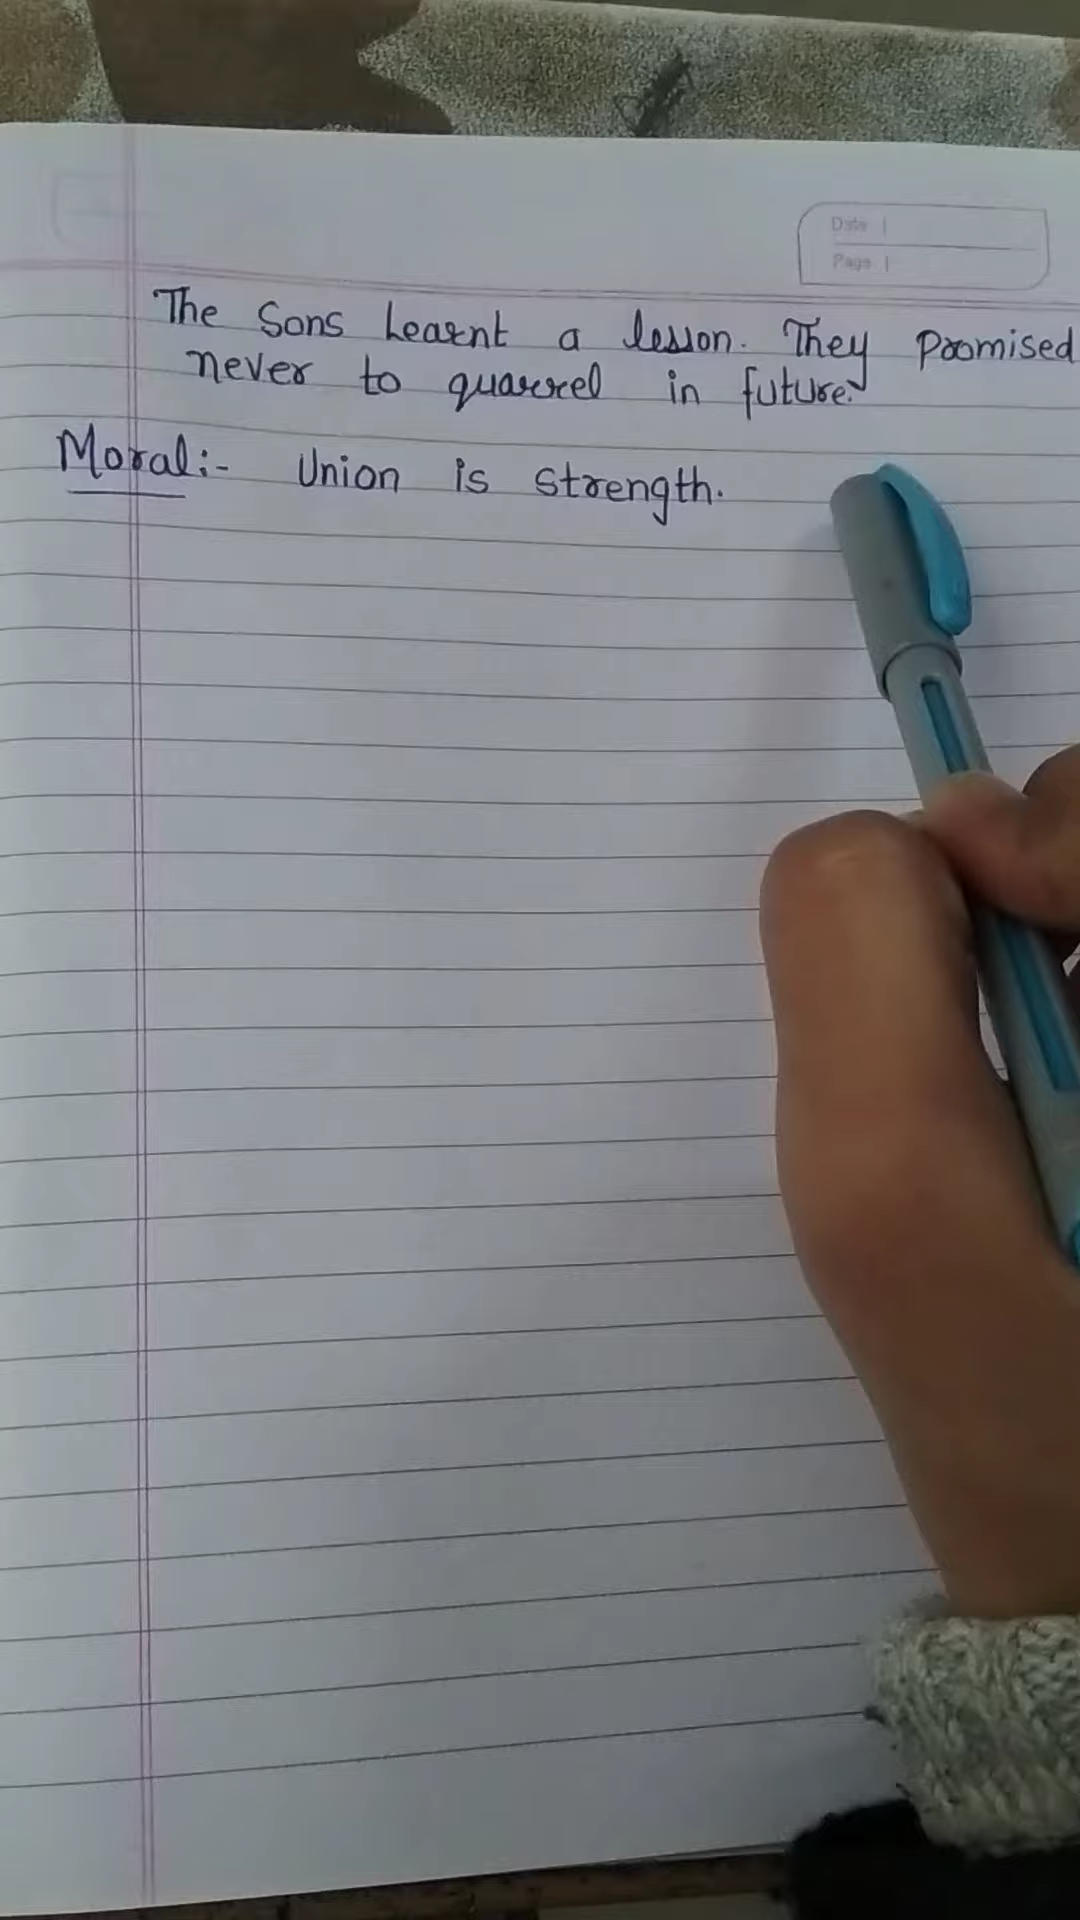 Date
Page
The Sons Learnt a lesson. They promised
never to quarrel in future.
Moral:- Union is strength.